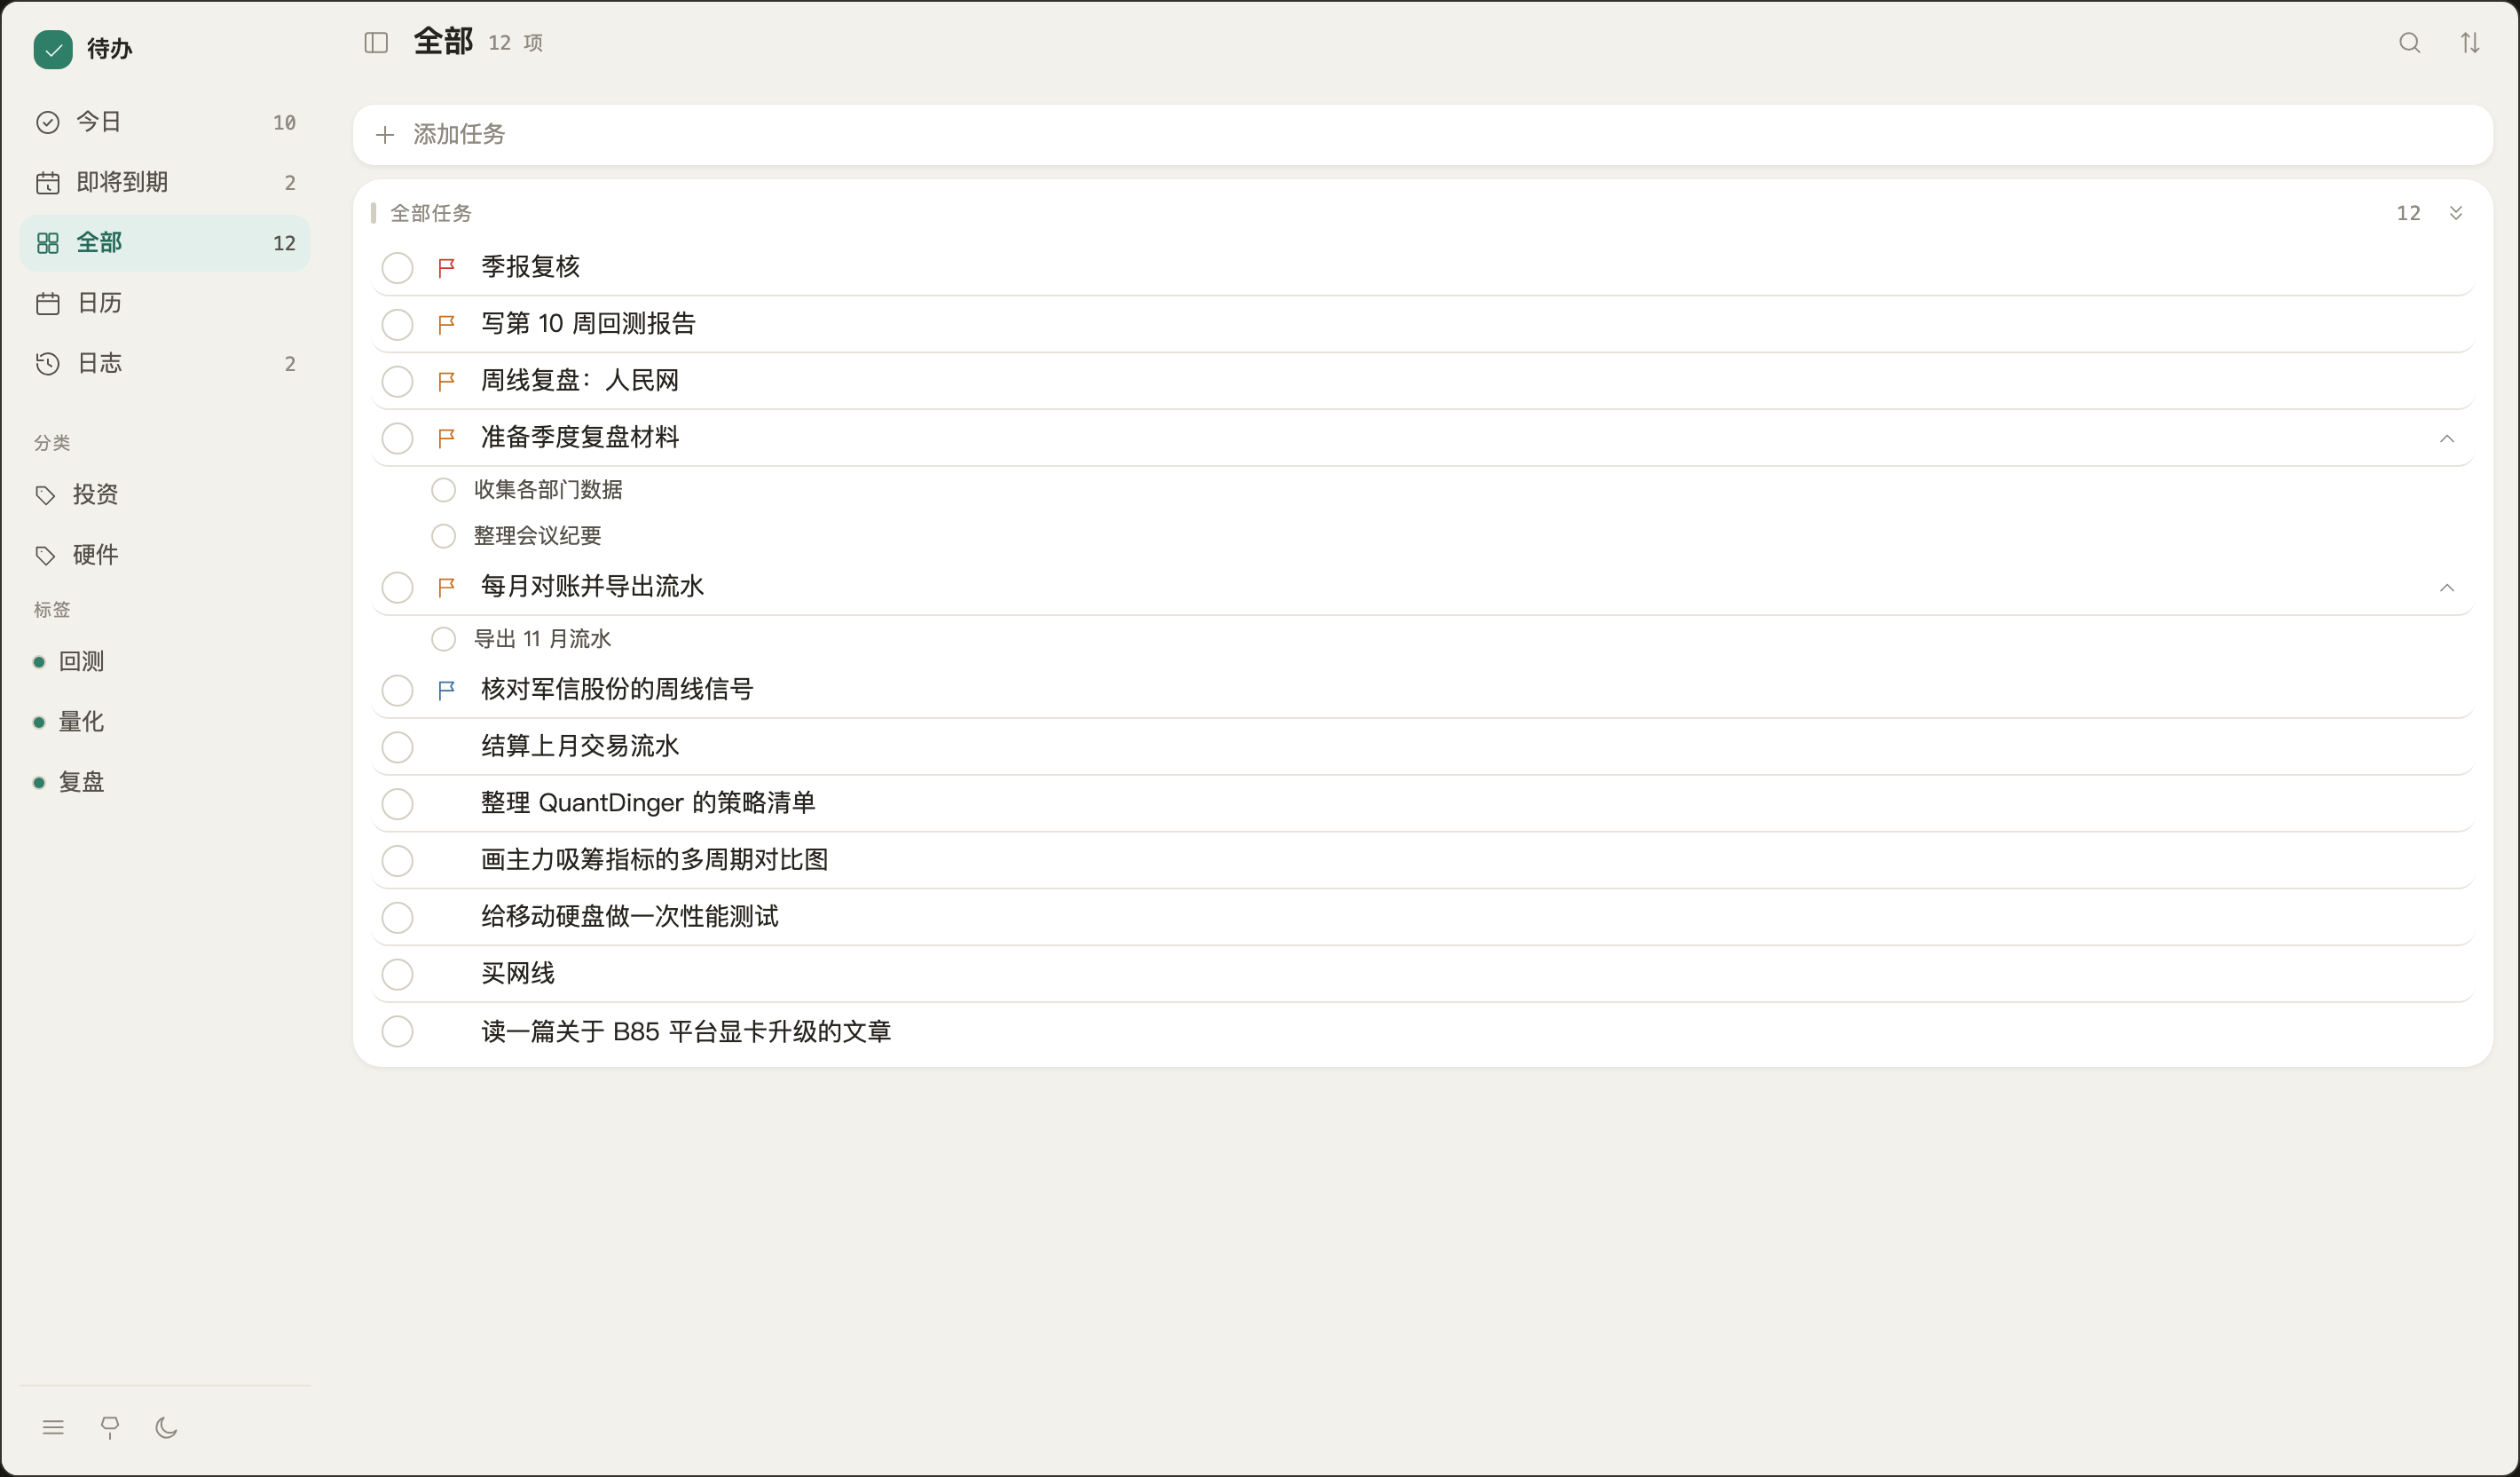 待办
今日 10
即将到期 2
全部 12
日历
日志 2
分类
投资
硬件
标签
回测
量化
复盘
全部 12 项
添加任务
全部任务 12
季报复核
写第 10 周回测报告
周线复盘：人民网
准备季度复盘材料
收集各部门数据
整理会议纪要
每月对账并导出流水
导出 11 月流水
核对军信股份的周线信号
结算上月交易流水
整理 QuantDinger 的策略清单
画主力吸筹指标的多周期对比图
给移动硬盘做一次性能测试
买网线
读一篇关于 B85 平台显卡升级的文章